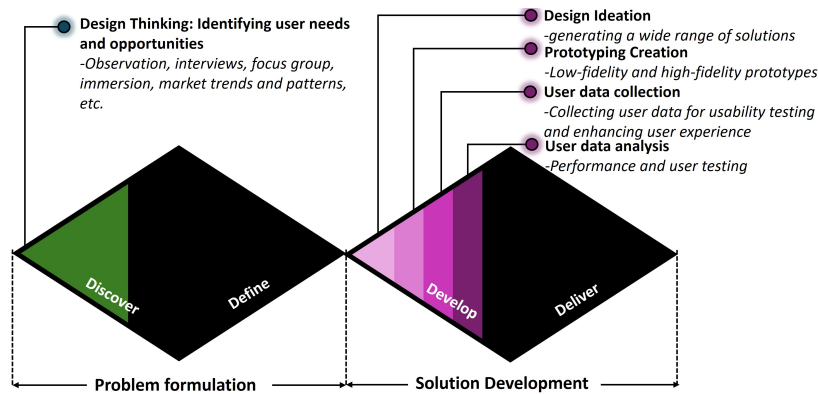 Design Thinking: Identifying user needs
and opportunities
-Observation, interviews, focus group,
immersion, market trends and patterns,
etc.
Design Ideation
-generating a wide range of solutions
Prototyping Creation
-Low-fidelity and high-fidelity prototypes
User data collection
-Collecting user data for usability testing
and enhancing user experience
User data analysis
-Performance and user testing
Discover
Define
Develop
Deliver
Problem formulation
Solution Development